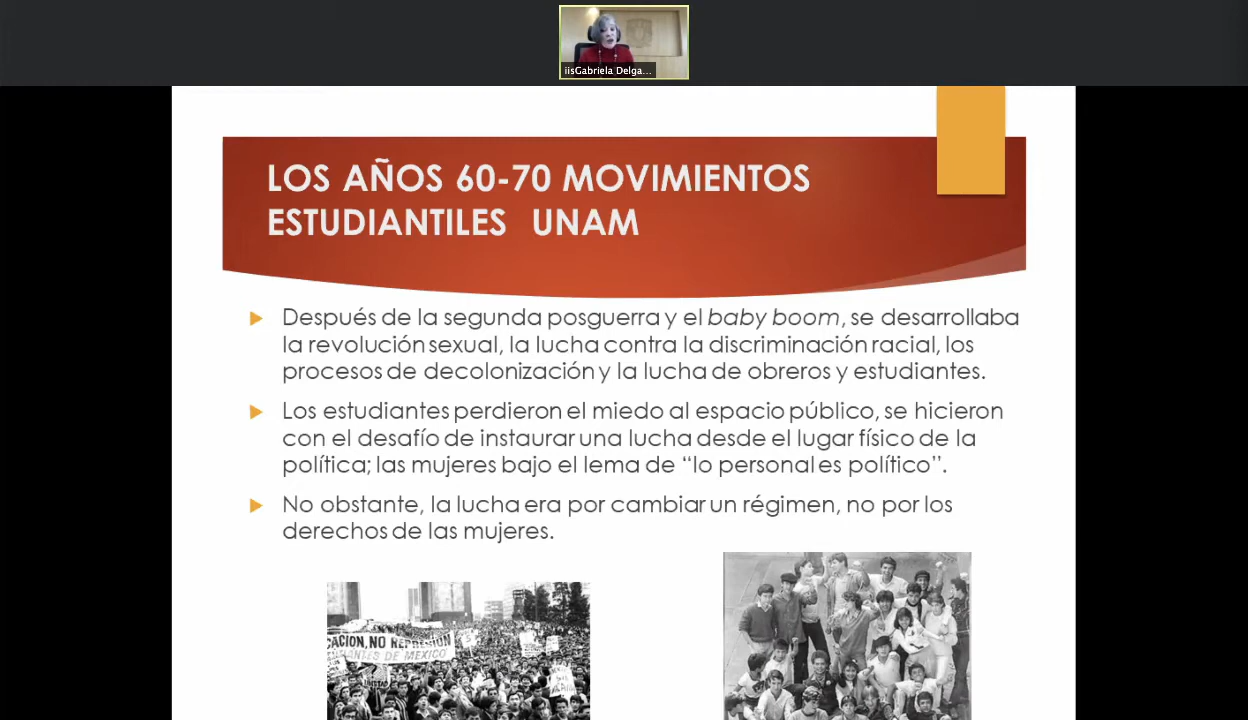 iisGabriela Delga...
LOS AÑOS 60-70 MOVIMIENTOS
ESTUDIANTILES UNAM
Después de la segunda posguerra y el baby boom, se desarrollaba
la revolución sexual, la lucha contra la discriminación racial, los
procesos de decolonización y la lucha de obreros y estudiantes.
Los estudiantes perdieron el miedo al espacio público, se hicieron
con el desafío de instaurar una lucha desde el lugar físico de la
política; las mujeres bajo el lema de “lo personal es político”.
No obstante, la lucha era por cambiar un régimen, no por los
derechos de las mujeres.
CACION, NO REPRESION
DIANTES DE MEXICO